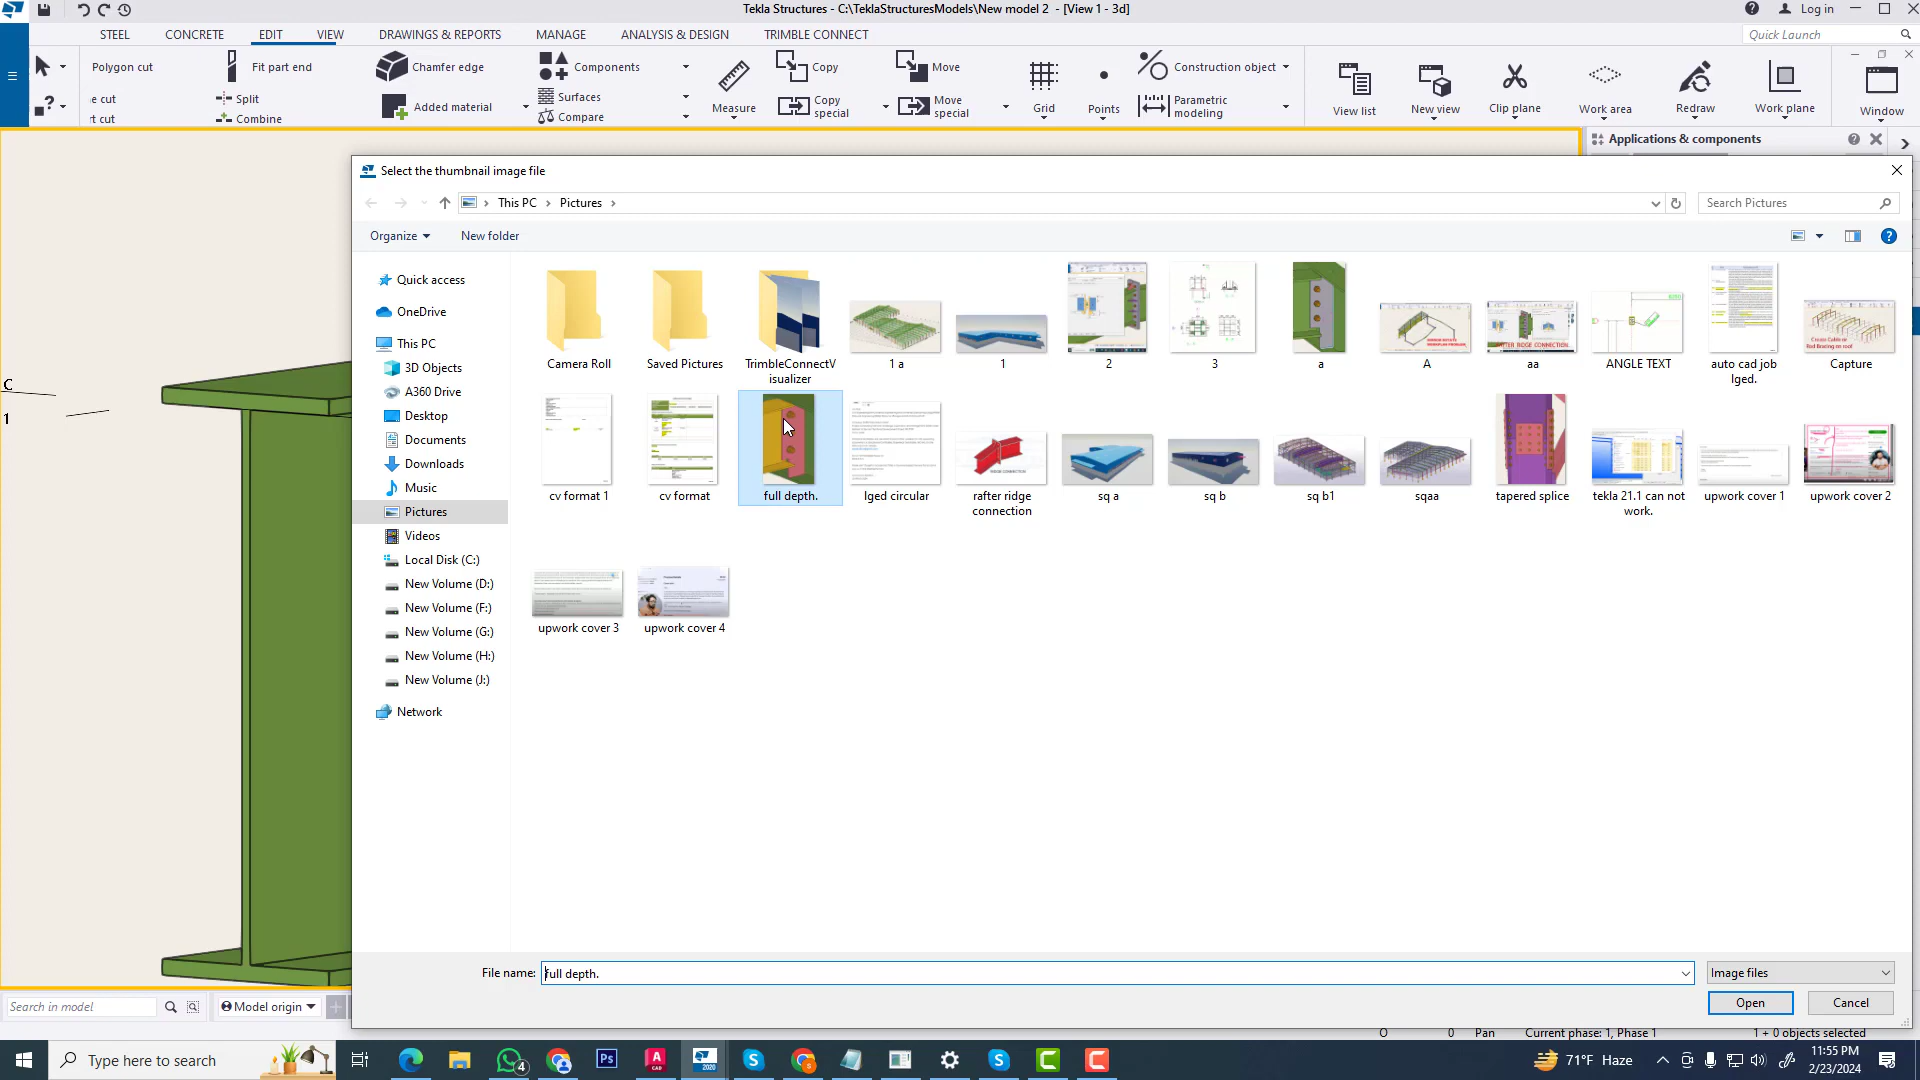 Tekla Structures - C:\TeklaStructuresModels\New model 2 - [View 1 - 3d]
Log in
STEEL
CONCRETE
EDIT
VIEW
DRAWINGS & REPORTS
MANAGE
ANALYSIS & DESIGN
TRIMBLE CONNECT
Quick Launch
Polygon cut
Fit part end
Chamfer edge
Components
Copy
Move
Construction object
e cut
Split
Added material
Surfaces
Measure
Copy special
Move special
Grid
Points
Parametric modeling
View list
New view
Clip plane
Work area
Redraw
Work plane
Window
rt cut
Combine
Compare
Applications & components
Select the thumbnail image file
This PC
Pictures
Search Pictures
Organize
New folder
Quick access
OneDrive
This PC
3D Objects
A360 Drive
Desktop
Documents
Downloads
Music
Pictures
Videos
Local Disk (C:)
New Volume (D:)
New Volume (F:)
New Volume (G:)
New Volume (H:)
New Volume (J:)
Network
Camera Roll
Saved Pictures
TrimbleConnectV
isualizer
1 a
1
2
3
a
A
aa
ANGLE TEXT
auto cad job
lged.
Capture
cv format 1
cv format
full depth.
lged circular
rafter ridge
connection
sq a
sq b
sq b1
sqaa
tapered splice
tekla 21.1 can not
work.
upwork cover 1
upwork cover 2
upwork cover 3
upwork cover 4
C
1
File name:
full depth.
Image files
Open
Cancel
Search in model
Model origin
O
0
Pan
Current phase: 1, Phase 1
1 + 0 objects selected
Type here to search
4
Ps
A
CAD
2020
71°F Haze
11:55 PM
2/23/2024